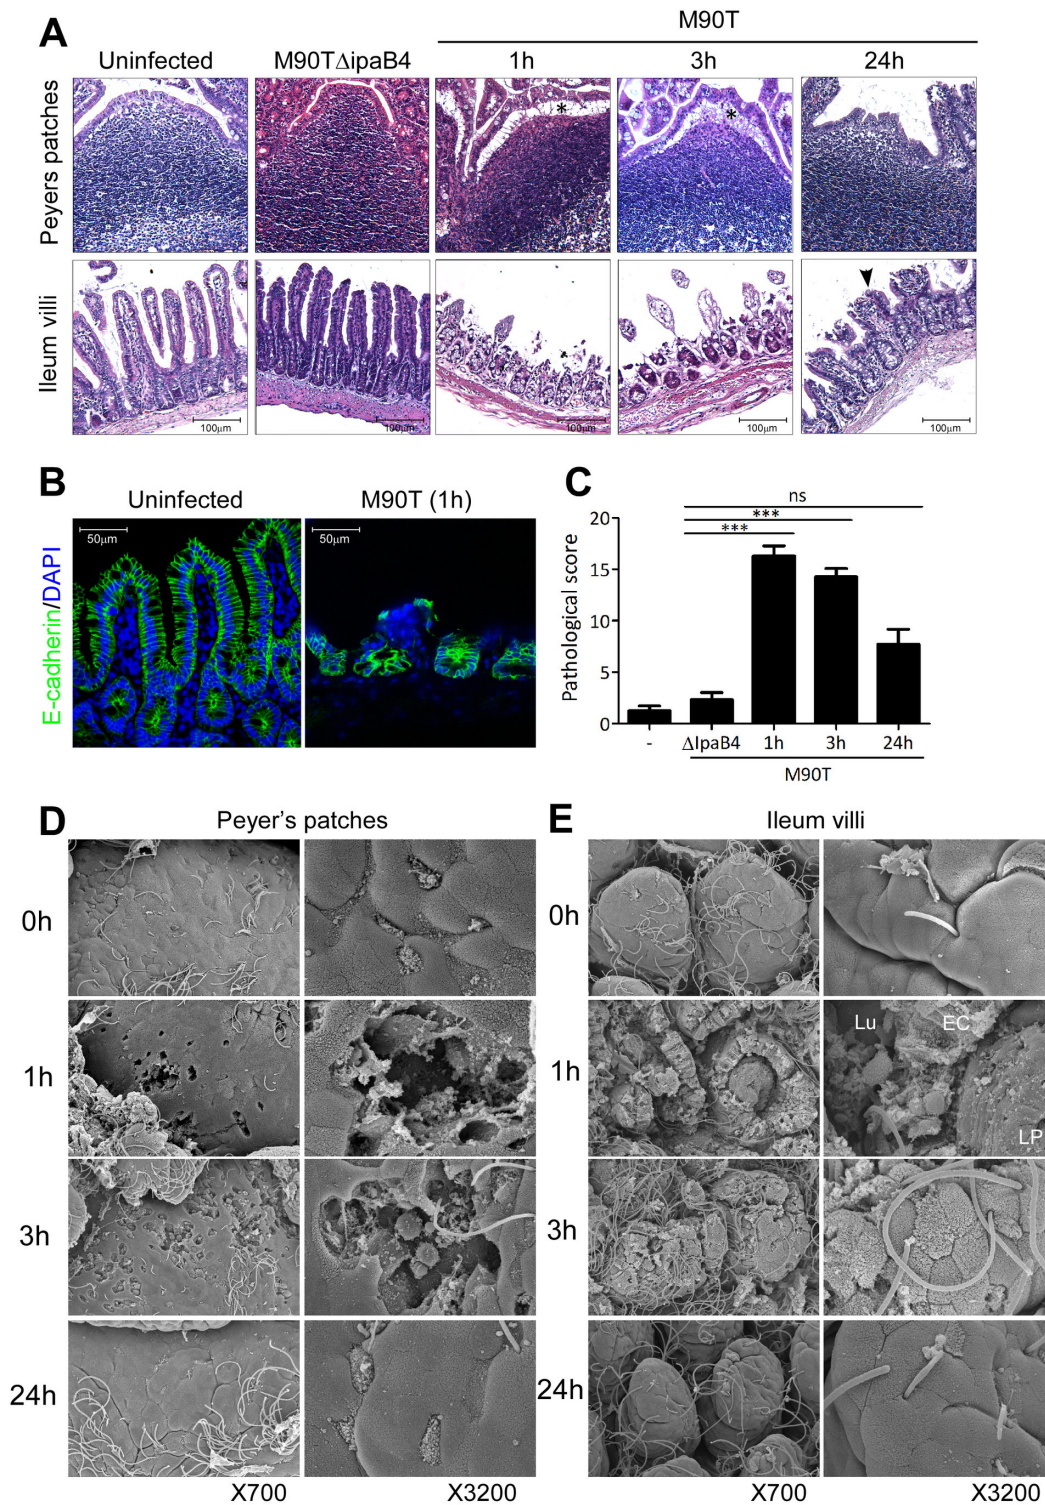 A
M90T
Uninfected
M90TΔipaB4
1h
3h
24h
Peyers patches
*
*
Ileum villi
100µm
100µm
100µm
100µm
100µm
B
Uninfected
M90T (1h)
E-cadherin/DAPI
50µm
50µm
C
ns
***
***
Pathological score
20
15
10
5
0
-
ΔIpaB4
1h
3h
24h
M90T
D
Peyer's patches
0h
1h
3h
24h
X700
X3200
E
Ileum villi
0h
1h
Lu
EC
LP
3h
24h
X700
X3200